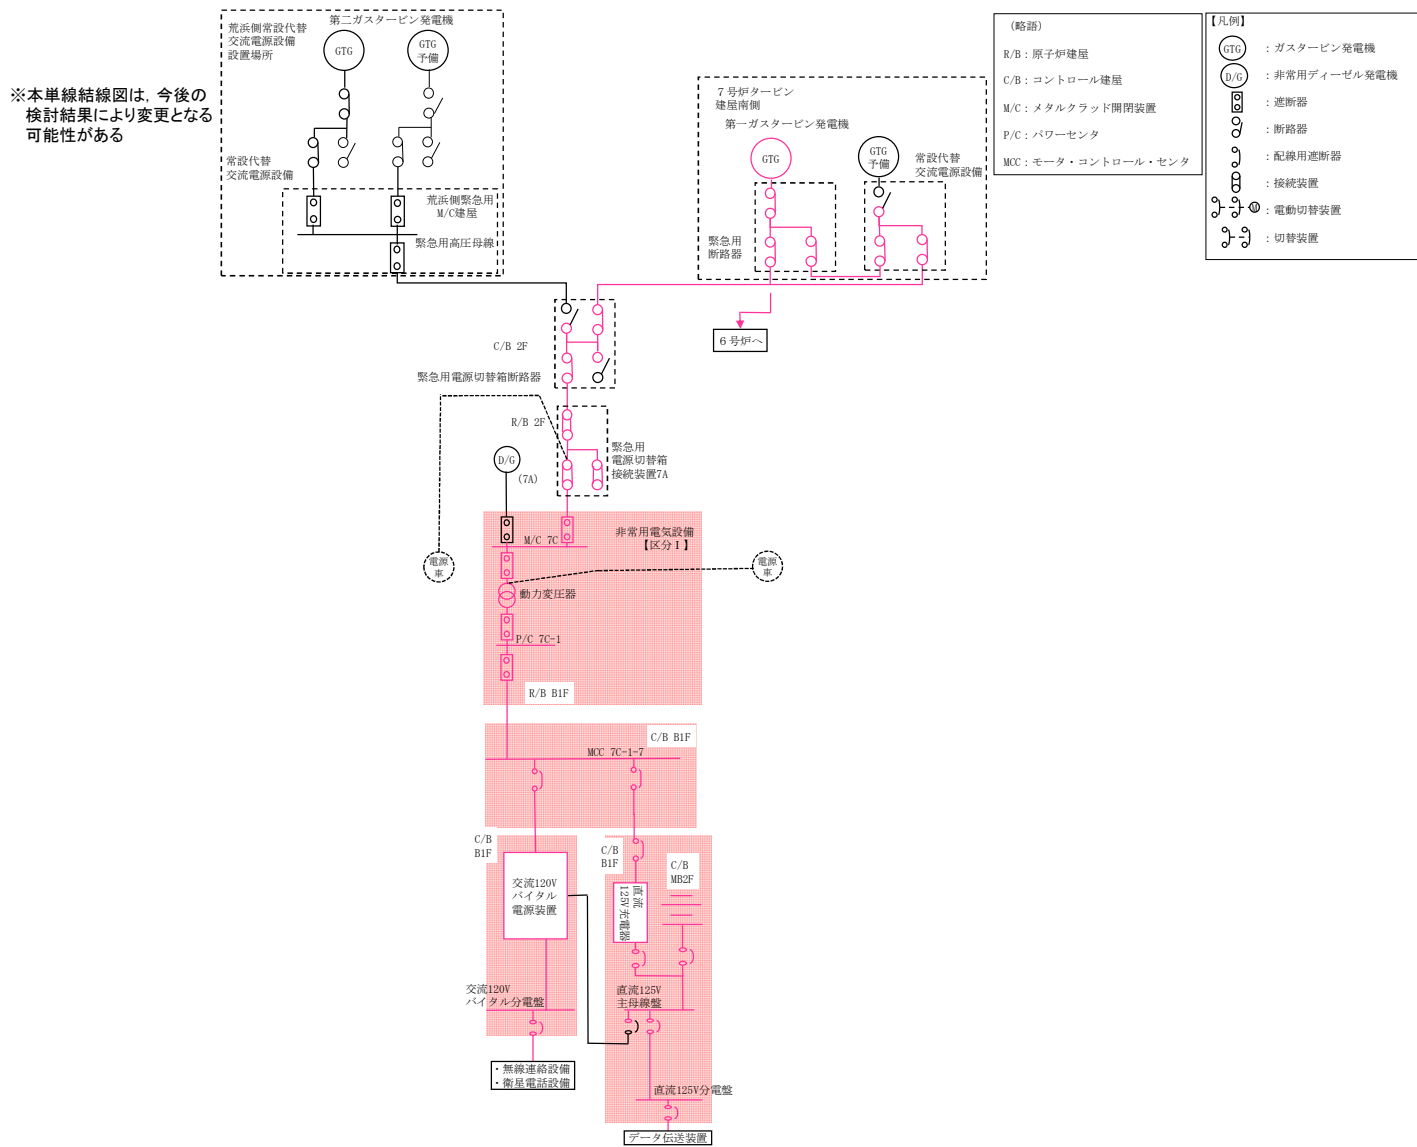 ※本単線結線図は，今後の
検討結果により変更となる
可能性がある
荒浜側常設代替
交流電源設備
設置場所
第二ガスタービン発電機
GTG
GTG
予備
常設代替
交流電源設備
荒浜側緊急用
M/C建屋
緊急用高圧母線
７号炉タービン
建屋南側
第一ガスタービン発電機
GTG
GTG
予備
常設代替
交流電源設備
緊急用
断路器
６号炉へ
（略語）
R/B：原子炉建屋
C/B：コントロール建屋
M/C：メタルクラッド開閉装置
P/C：パワーセンタ
MCC：モータ・コントロール・センタ
【凡例】
GTG ：ガスタービン発電機
D/G ：非常用ディーゼル発電機
：遮断器
：断路器
：配線用遮断器
：接続装置
M ：電動切替装置
：切替装置
C/B 2F
緊急用電源切替箱断路器
R/B 2F
緊急用
電源切替箱
接続装置7A
D/G
(7A)
非常用電気設備
【区分Ⅰ】
M/C 7C
電源
車
電源
車
動力変圧器
P/C 7C-1
R/B B1F
C/B B1F
MCC 7C-1-7
C/B
B1F
交流120V
バイタル
電源装置
C/B
B1F
直流
125V充電器
C/B
MB2F
交流120V
バイタル分電盤
直流125V
主母線盤
・無線連絡設備
・衛星電話設備
直流125V分電盤
データ伝送装置